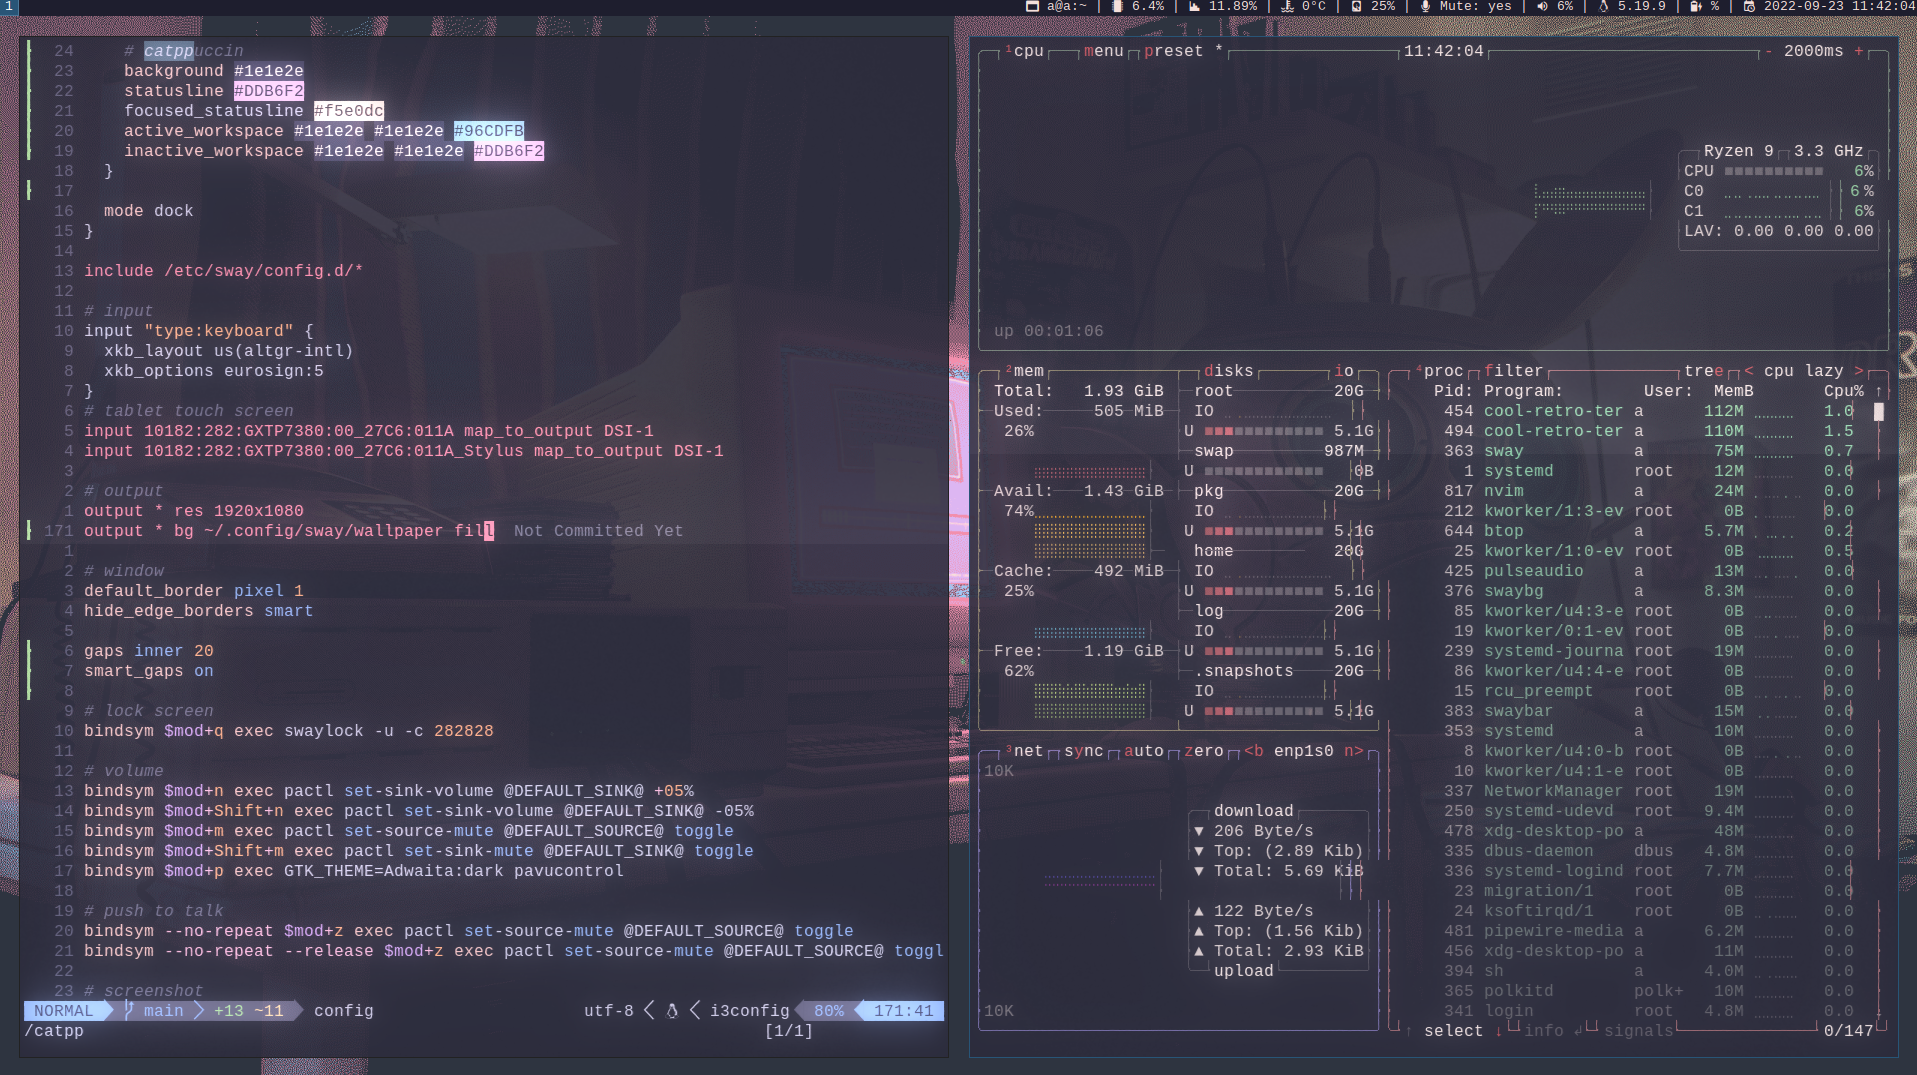 1
a@a:~ | 6.4% | 11.89% | 0°C | 25% | Mute: yes | 6% | 5.19.9 | % | 2022-09-23 11:42:04
24 # catppuccin
23 background #1e1e2e
22 statusline #DDB6F2
21 focused_statusline #f5e0dc
20 active_workspace #1e1e2e #1e1e2e #96CDFB
19 inactive_workspace #1e1e2e #1e1e2e #DDB6F2
18 }
17
16 mode dock
15 }
14
13 include /etc/sway/config.d/*
12
11 # input
10 input "type:keyboard" {
9 xkb_layout us(altgr-intl)
8 xkb_options eurosign:5
7 }
6 # tablet touch screen
5 input 10182:282:GXTP7380:00_27C6:011A map_to_output DSI-1
4 input 10182:282:GXTP7380:00_27C6:011A_Stylus map_to_output DSI-1
3
2 # output
1 output * res 1920x1080
171 output * bg ~/.config/sway/wallpaper fill Not Committed Yet
1
2 # window
3 default_border pixel 1
4 hide_edge_borders smart
5
6 gaps inner 20
7 smart_gaps on
8
9 # lock screen
10 bindsym $mod+q exec swaylock -u -c 282828
11
12 # volume
13 bindsym $mod+n exec pactl set-sink-volume @DEFAULT_SINK@ +05%
14 bindsym $mod+Shift+n exec pactl set-sink-volume @DEFAULT_SINK@ -05%
15 bindsym $mod+m exec pactl set-source-mute @DEFAULT_SOURCE@ toggle
16 bindsym $mod+Shift+m exec pactl set-sink-mute @DEFAULT_SINK@ toggle
17 bindsym $mod+p exec GTK_THEME=Adwaita:dark pavucontrol
18
19 # push to talk
20 bindsym --no-repeat $mod+z exec pactl set-source-mute @DEFAULT_SOURCE@ toggle
21 bindsym --no-repeat --release $mod+z exec pactl set-source-mute @DEFAULT_SOURCE@ toggl
22
23 # screenshot
NORMAL main +13 ~11 config utf-8 i3config 80% 171:41
/catpp [1/1]
¹cpu menu preset * 11:42:04 - 2000ms +
Ryzen 9 3.3 GHz
CPU 6%
C0 6%
C1 6%
LAV: 0.00 0.00 0.00
up 00:01:06
²mem disks io
Total: 1.93 GiB root 20G
Used: 505 MiB IO
26% U 5.1G
swap 987M
U 0B
Avail: 1.43 GiB pkg 20G
74% IO
U 5.1G
home 20G
Cache: 492 MiB IO
25% U 5.1G
log 20G
IO
Free: 1.19 GiB U 5.1G
62% .snapshots 20G
IO
U 5.1G
³net sync auto zero <b enp1s0 n>
10K
download
▼ 206 Byte/s
▼ Top: (2.89 Kib)
▼ Total: 5.69 KiB
▲ 122 Byte/s
▲ Top: (1.56 Kib)
▲ Total: 2.93 KiB
upload
10K
⁴proc filter tree < cpu lazy >
Pid: Program: User: MemB Cpu% ↑
454 cool-retro-ter a 112M 1.0
494 cool-retro-ter a 110M 1.5
363 sway a 75M 0.7
1 systemd root 12M 0.0
817 nvim a 24M 0.0
212 kworker/1:3-ev root 0B 0.0
644 btop a 5.7M 0.2
25 kworker/1:0-ev root 0B 0.5
425 pulseaudio a 13M 0.0
376 swaybg a 8.3M 0.0
85 kworker/u4:3-e root 0B 0.0
19 kworker/0:1-ev root 0B 0.0
239 systemd-journa root 19M 0.0
86 kworker/u4:4-e root 0B 0.0
15 rcu_preempt root 0B 0.0
383 swaybar a 15M 0.0
353 systemd a 10M 0.0
8 kworker/u4:0-b root 0B 0.0
10 kworker/u4:1-e root 0B 0.0
337 NetworkManager root 19M 0.0
250 systemd-udevd root 9.4M 0.0
478 xdg-desktop-po a 48M 0.0
335 dbus-daemon dbus 4.8M 0.0
336 systemd-logind root 7.7M 0.0
23 migration/1 root 0B 0.0
24 ksoftirqd/1 root 0B 0.0
481 pipewire-media a 6.2M 0.0
456 xdg-desktop-po a 11M 0.0
394 sh a 4.0M 0.0
365 polkitd polk+ 10M 0.0
341 login root 4.8M 0.0 ↓
↑ select ↓ info ↲ signals 0/147